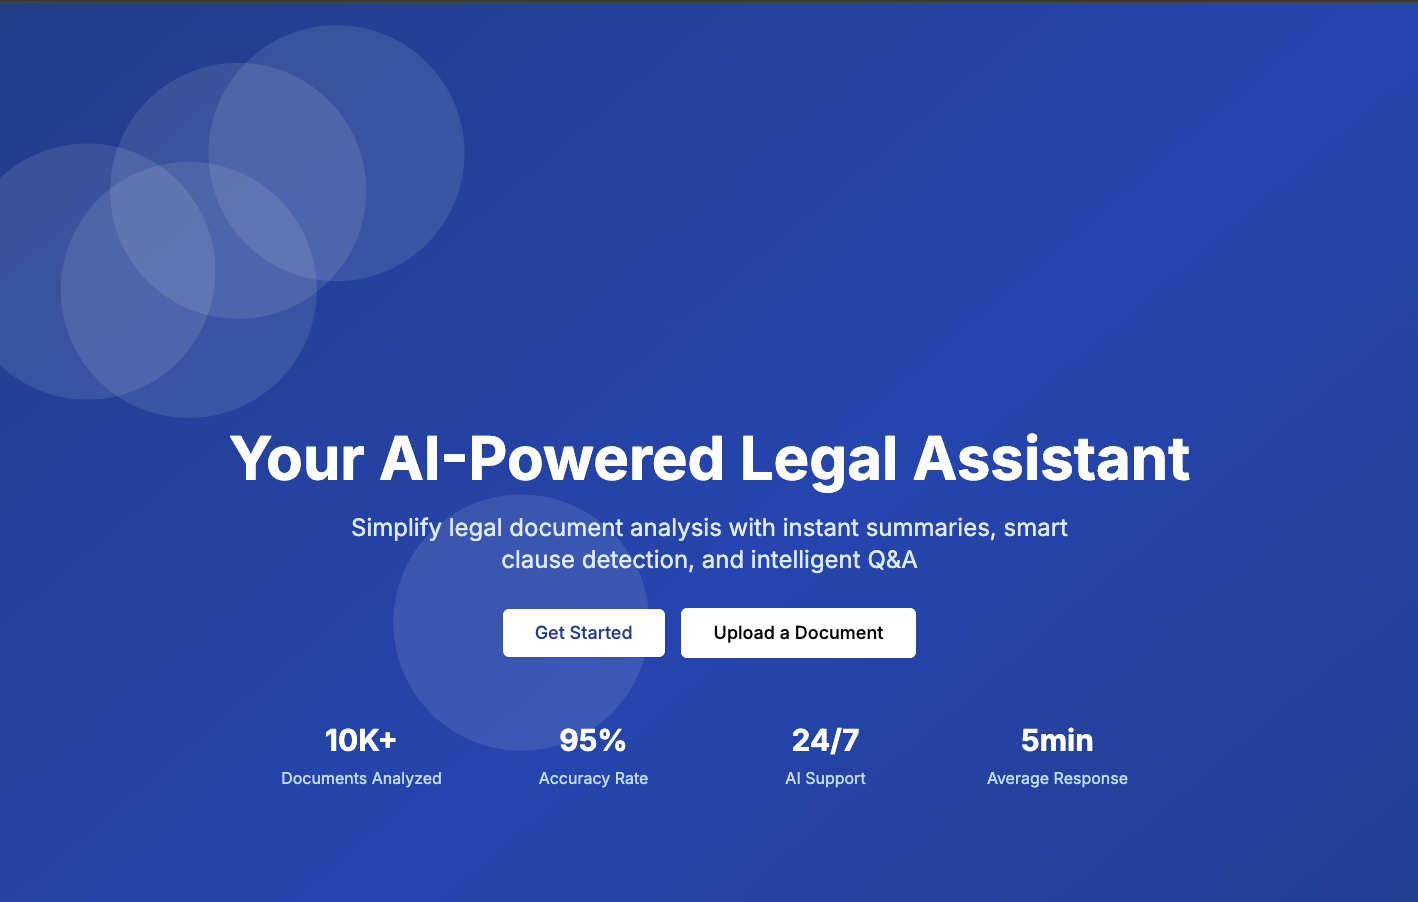 Your AI-Powered Legal Assistant
Simplify legal document analysis with instant summaries, smart
clause detection, and intelligent Q&A
Get Started
Upload a Document
10K+
Documents Analyzed
95%
Accuracy Rate
24/7
AI Support
5min
Average Response